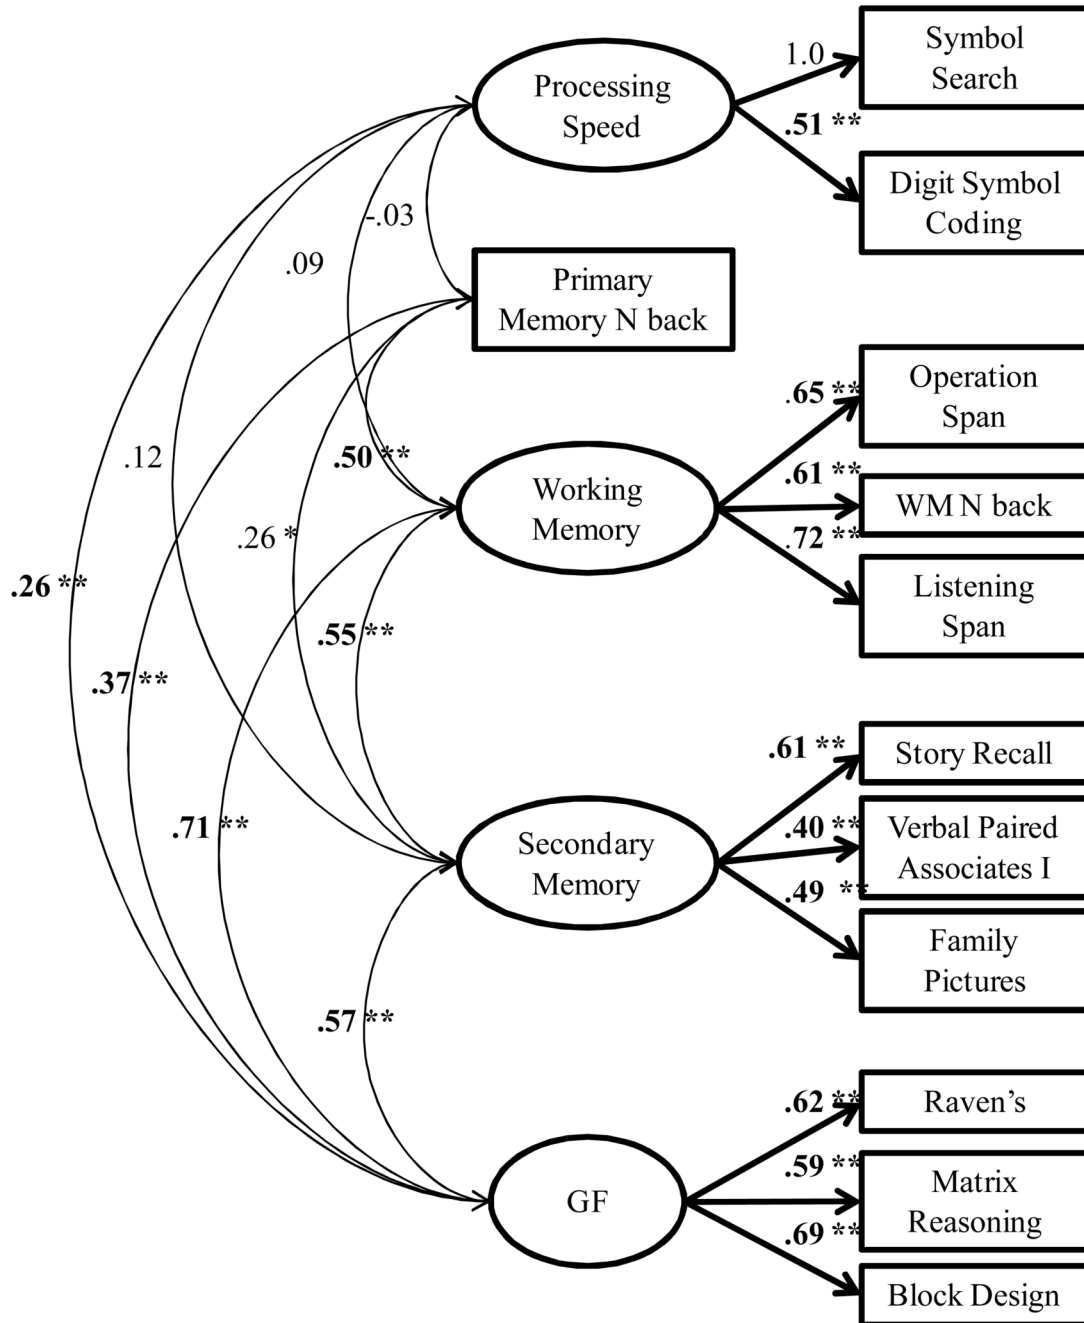 Symbol
Search
1.0
Processing
Speed
.51 **
Digit Symbol
Coding
-.03
.09
Primary
Memory N back
Operation
Span
.65 **
.12
.50 **
.61 **
Working
Memory
WM N back
.26 *
.72 **
.26 **
Listening
Span
.55 **
.37 **
.61 **
Story Recall
.71 **
.40 **
Verbal Paired
Associates I
Secondary
Memory
.49 **
Family
Pictures
.57 **
.62 **
Raven’s
.59 **
Matrix
Reasoning
GF
.69 **
Block Design